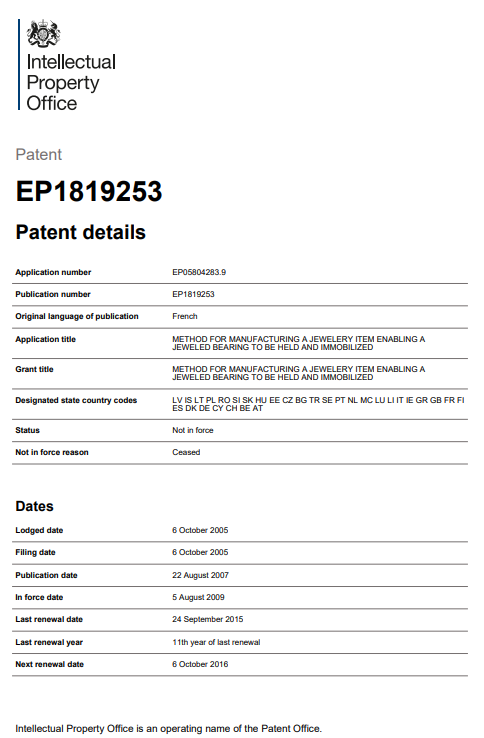 Intellectual
Property
Office
Patent
EP1819253
Patent details
Application number EP05804283.9
Publication number EP1819253
Original language of publication French
Application title METHOD FOR MANUFACTURING A JEWELERY ITEM ENABLING A
JEWELED BEARING TO BE HELD AND IMMOBILIZED
Grant title METHOD FOR MANUFACTURING A JEWELERY ITEM ENABLING A
JEWELED BEARING TO BE HELD AND IMMOBILIZED
Designated state country codes LV IS LT PL RO SI SK HU EE CZ BG TR SE PT NL MC LU LI IT IE GR GB FR FI
ES DK DE CY CH BE AT
Status Not in force
Not in force reason Ceased
Dates
Lodged date 6 October 2005
Filing date 6 October 2005
Publication date 22 August 2007
In force date 5 August 2009
Last renewal date 24 September 2015
Last renewal year 11th year of last renewal
Next renewal date 6 October 2016
Intellectual Property Office is an operating name of the Patent Office.